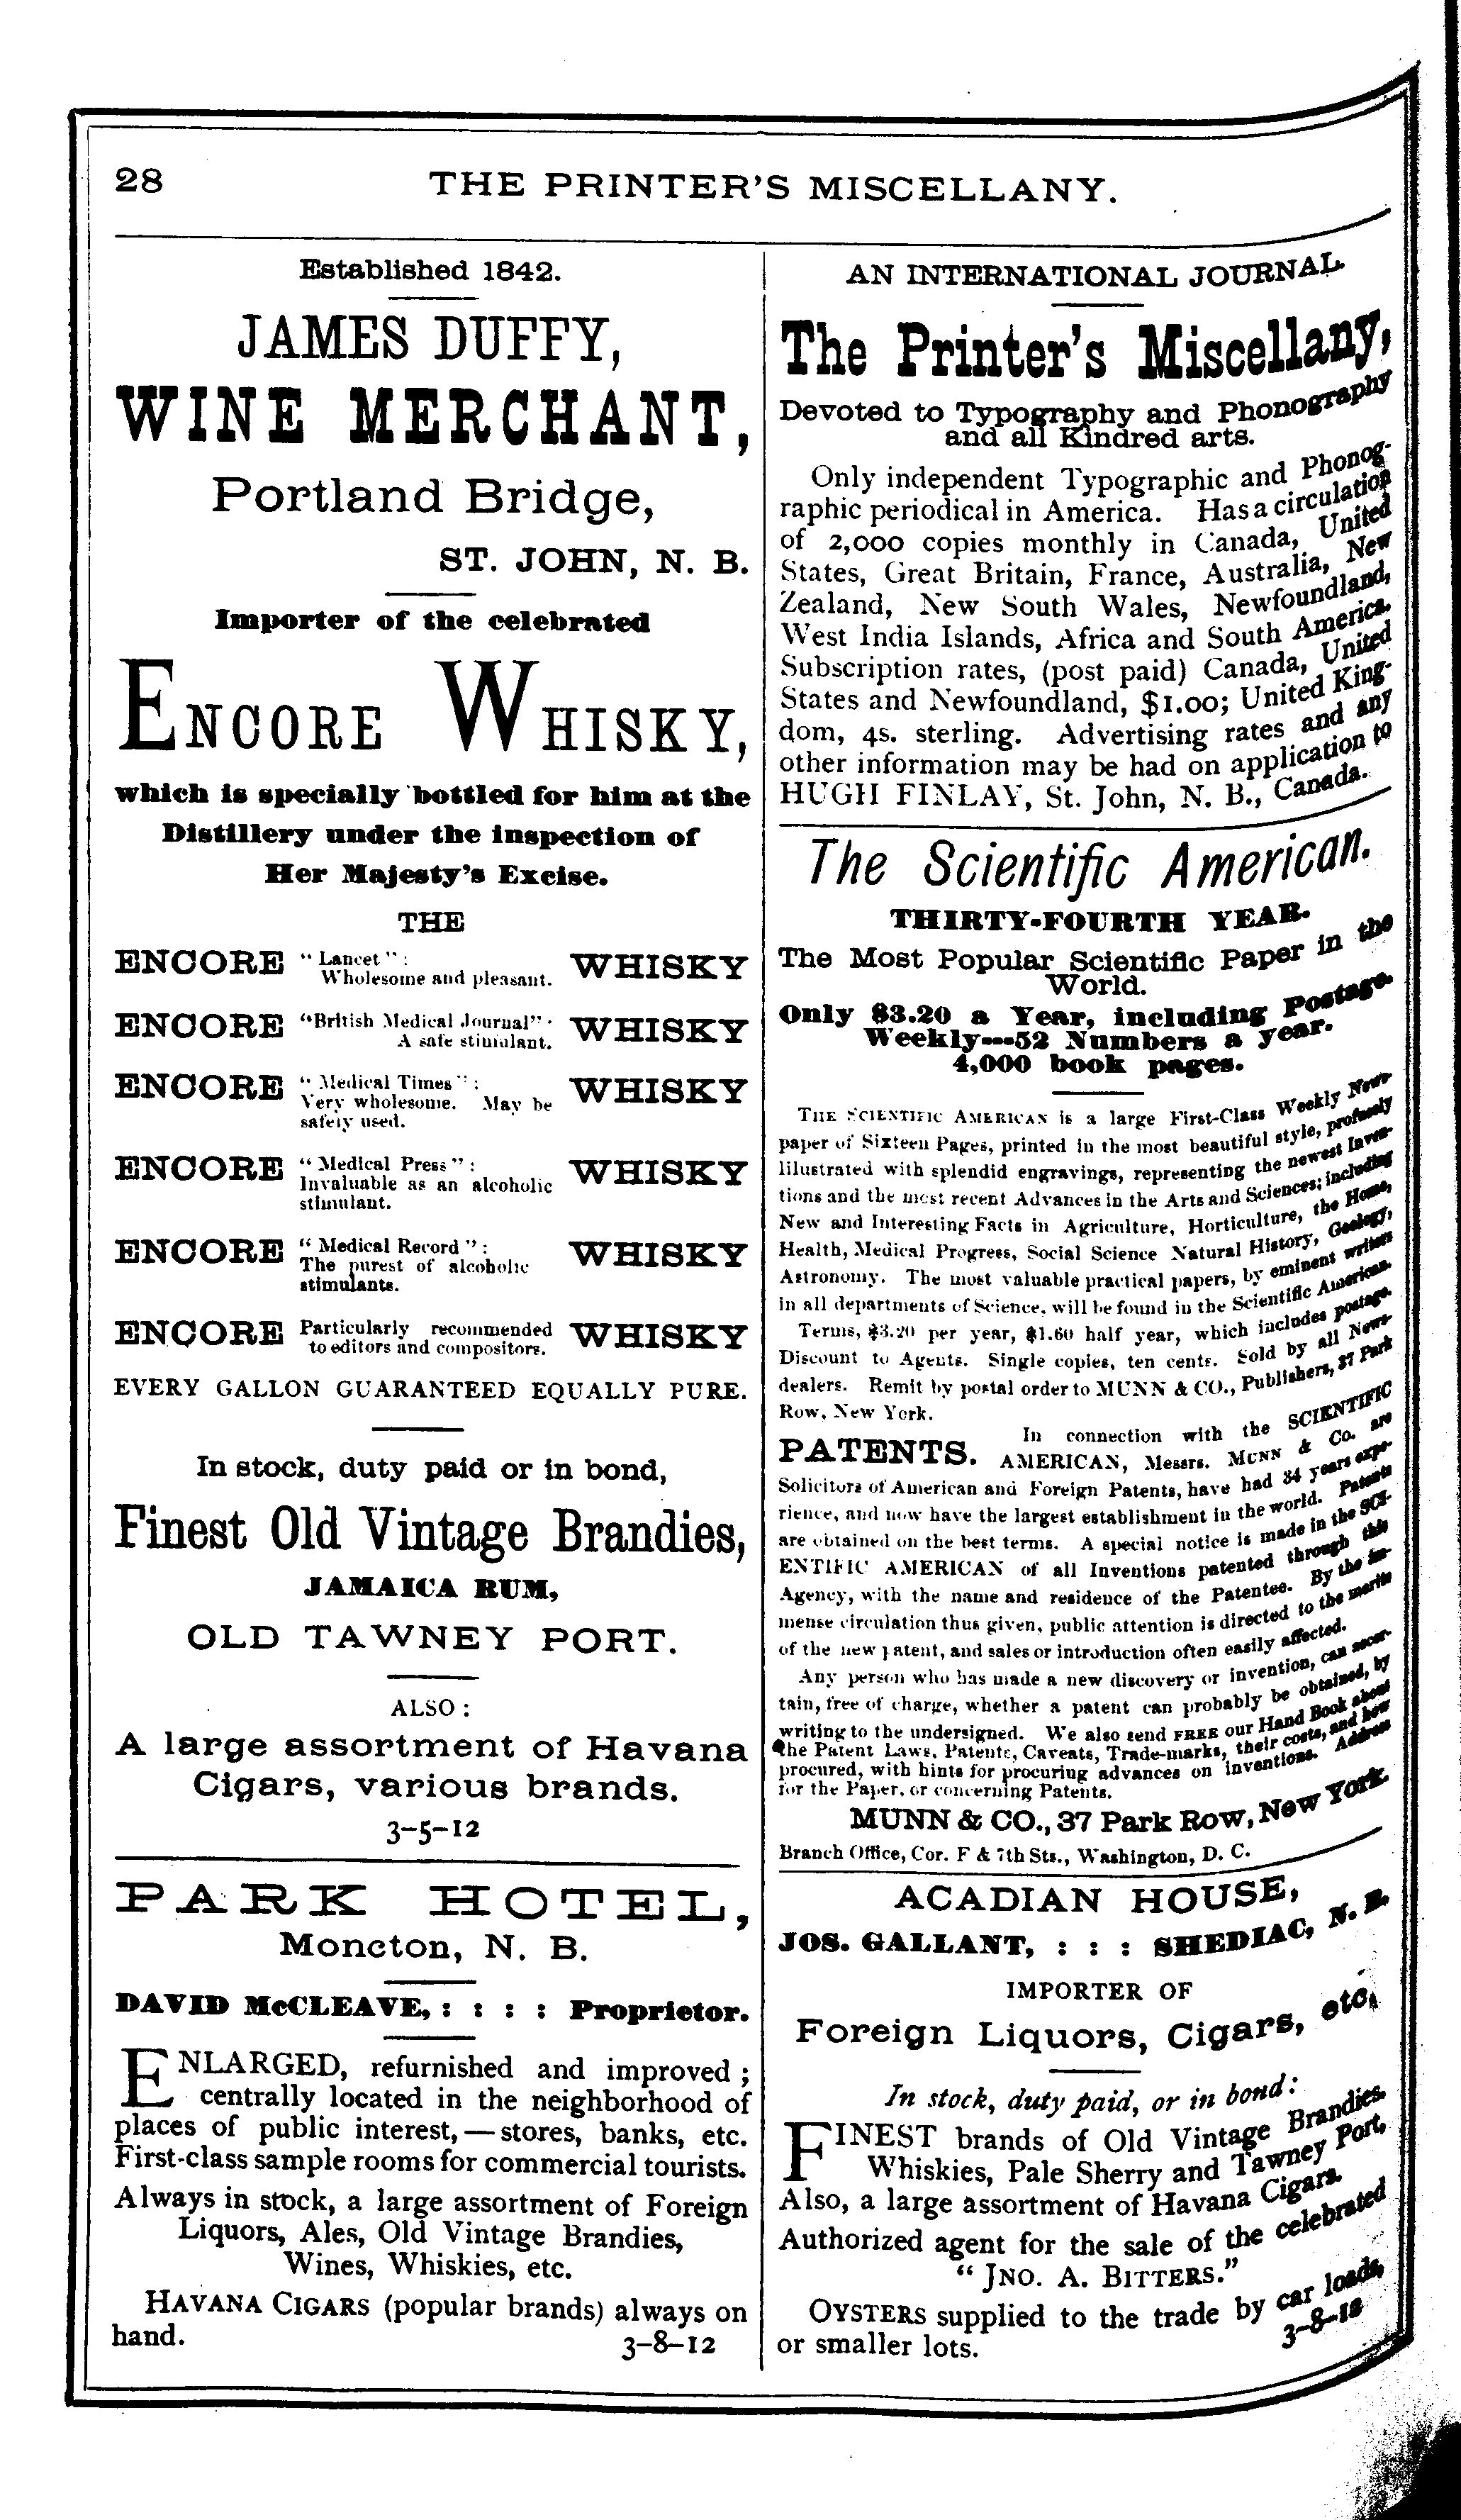 28
THE PRINTER'S MISCELLANY.
Established 1842.
JAMES DUFFY,
WINE MERCHANT,
Portland Bridge,
ST. JOHN, N. B.
Importer of the celebrated
ENCORE WHISKY,
which is specially bottled for him at the
Distillery under the inspection of
Her Majesty's Excise.
THE
ENCORE "Lancet": WHISKY
Wholesome and pleasant.
ENCORE "British Medical Journal": WHISKY
A safe stimulant.
ENCORE "Medical Times": WHISKY
Very wholesome. May be
safely used.
ENCORE "Medical Press": WHISKY
Invaluable as an alcoholic
stimulant.
ENCORE "Medical Record": WHISKY
The purest of alcoholic
stimulants.
ENCORE Particularly recommended WHISKY
to editors and compositors.
EVERY GALLON GUARANTEED EQUALLY PURE.
In stock, duty paid or in bond,
Finest Old Vintage Brandies,
JAMAICA RUM,
OLD TAWNEY PORT.
ALSO:
A large assortment of Havana
Cigars, various brands.
3-5-12
PARK HOTEL,
Moncton, N. B.
DAVID McCLEAVE, : : : : Proprietor.
ENLARGED, refurnished and improved;
centrally located in the neighborhood of
places of public interest,—stores, banks, etc.
First-class sample rooms for commercial tourists.
Always in stock, a large assortment of Foreign
Liquors, Ales, Old Vintage Brandies,
Wines, Whiskies, etc.
HAVANA CIGARS (popular brands) always on
hand. 3-8-12
AN INTERNATIONAL JOURNAL.
The Printer's Miscellany,
Devoted to Typography and Phonography
and all Kindred arts.
Only independent Typographic and Phonog-
raphic periodical in America. Has a circulation
of 2,000 copies monthly in Canada, United
States, Great Britain, France, Australia, New
Zealand, New South Wales, Newfoundland,
West India Islands, Africa and South America.
Subscription rates, (post paid) Canada, United
States and Newfoundland, $1.00; United King-
dom, 4s. sterling. Advertising rates and any
other information may be had on application to
HUGH FINLAY, St. John, N. B., Canada.
The Scientific American.
THIRTY-FOURTH YEAR.
The Most Popular Scientific Paper in the
World.
Only $3.20 a Year, including Postage.
Weekly---52 Numbers a year.
4,000 book pages.
THE SCIENTIFIC AMERICAN is a large First-Class Weekly News-
paper of Sixteen Pages, printed in the most beautiful style, profusely
lilustrated with splendid engravings, representing the newest Inven-
tions and the most recent Advances in the Arts and Sciences; including
New and Interesting Facts in Agriculture, Horticulture, the Home,
Health, Medical Progress, Social Science Natural History, Geology,
Astronomy. The most valuable practical papers, by eminent writers
in all departments of Science, will be found in the Scientific American.
Terms, $3.20 per year, $1.60 half year, which includes postage.
Discount to Agents. Single copies, ten cents. Sold by all News-
dealers. Remit by postal order to MUNN & CO., Publishers, 37 Park
Row, New York.
PATENTS. In connection with the SCIENTIFIC
AMERICAN, Messrs. MUNN & Co. are
Solicitors of American and Foreign Patents, have had 34 years expe-
rience, and now have the largest establishment in the world. Patents
are obtained on the best terms. A special notice is made in the SCI-
ENTIFIC AMERICAN of all Inventions patented through this
Agency, with the name and residence of the Patentee. By the im-
mense circulation thus given, public attention is directed to the merits
of the new patent, and sales or introduction often easily affected.
Any person who has made a new discovery or invention, can ascer-
tain, free of charge, whether a patent can probably be obtained, by
writing to the undersigned. We also send FREE our Hand Book about
the Patent Laws, Patents, Caveats, Trade-marks, their costs, and how
procured, with hints for procuring advances on inventions. Address
for the Paper, or concerning Patents.
MUNN & CO., 37 Park Row, New York.
Branch Office, Cor. F & 7th Sts., Washington, D. C.
ACADIAN HOUSE,
JOS. GALLANT, : : : SHEDIAC, N. B.
IMPORTER OF
Foreign Liquors, Cigars, etc.
In stock, duty paid, or in bond:
FINEST brands of Old Vintage Brandies,
Whiskies, Pale Sherry and Tawney Port,
Also, a large assortment of Havana Cigars.
Authorized agent for the sale of the celebrated
"JNO. A. BITTERS."
OYSTERS supplied to the trade by car loads,
or smaller lots. 3-8-12